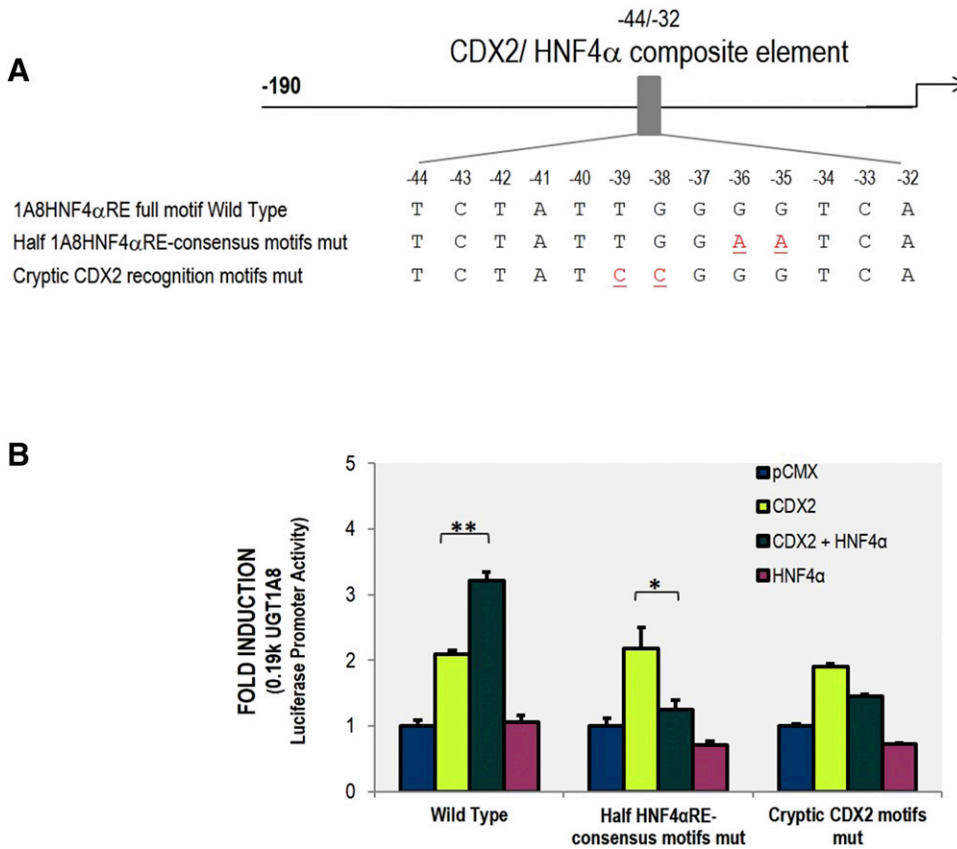 A
-44/-32
CDX2/ HNF4α composite element
-190
-44 -43 -42 -41 -40 -39 -38 -37 -36 -35 -34 -33 -32
1A8HNF4αRE full motif Wild Type T C T A T T G G G G T C A
Half 1A8HNF4αRE-consensus motifs mut T C T A T T G G A A T C A
Cryptic CDX2 recognition motifs mut T C T A T C C G G G T C A
B
FOLD INDUCTION
(0.19k UGT1A8
Luciferase Promoter Activity)
5
4
3
2
1
0
**
*
pCMX
CDX2
CDX2 + HNF4α
HNF4α
Wild Type
Half HNF4αRE-
consensus motifs mut
Cryptic CDX2 motifs
mut